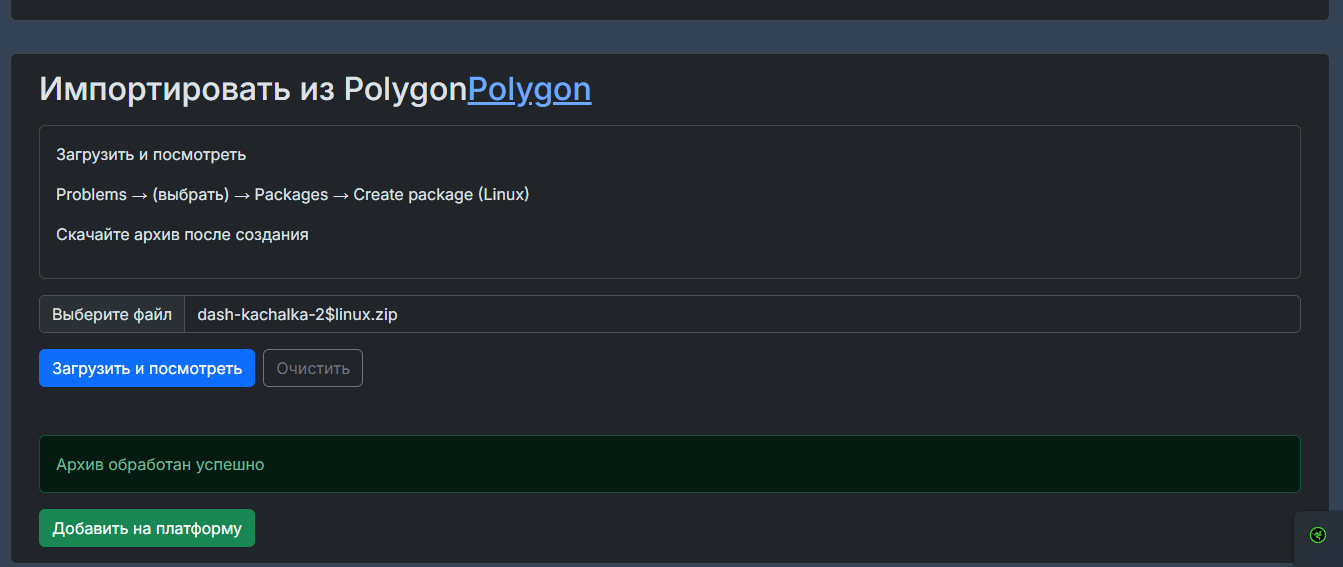 Импортировать из PolygonPolygon
Загрузить и посмотреть
Problems → (выбрать) → Packages → Create package (Linux)
Скачайте архив после создания
Выберите файл dash-kachalka-2$linux.zip
Загрузить и посмотреть Очистить
Архив обработан успешно
Добавить на платформу